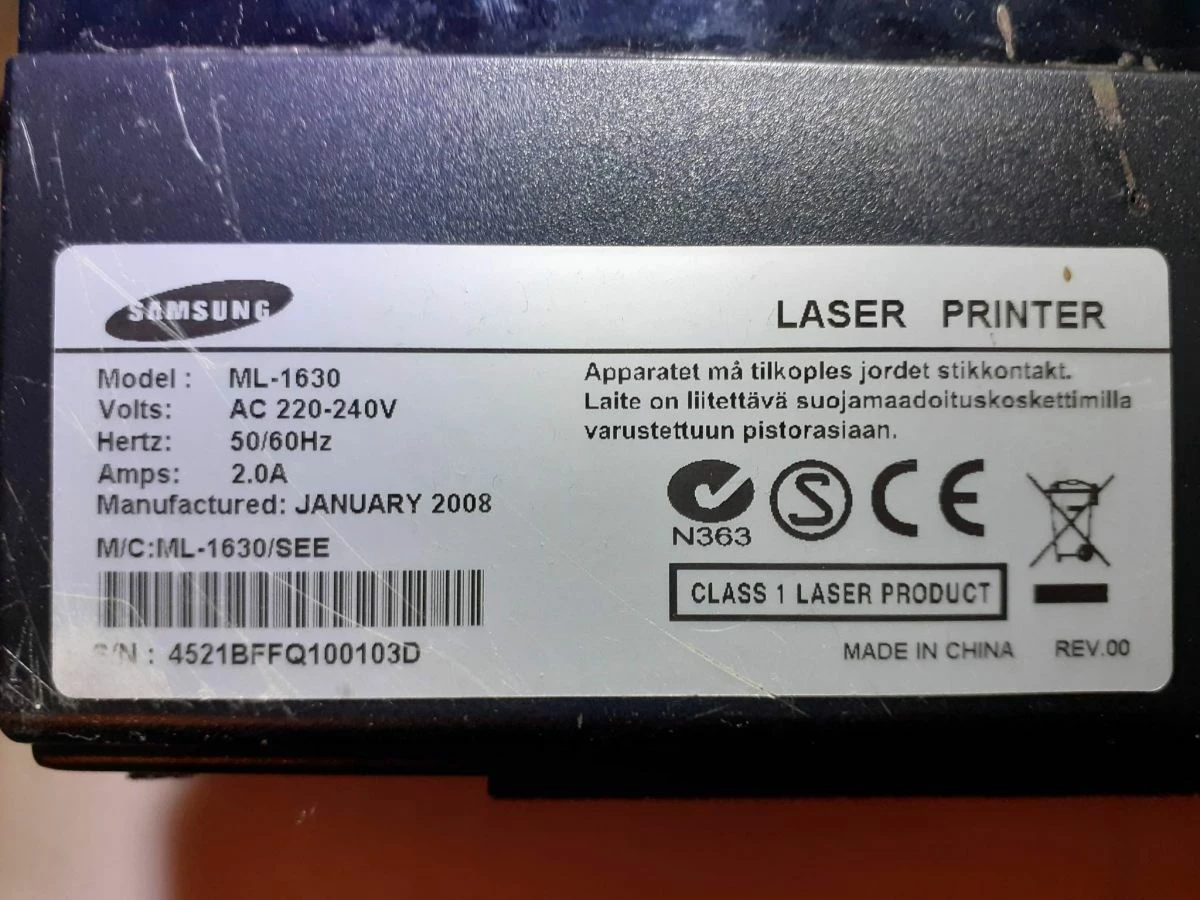 SAMSUNG
LASER PRINTER
Model : ML-1630
Volts: AC 220-240V
Hertz: 50/60Hz
Amps: 2.0A
Manufactured: JANUARY 2008
M/C:ML-1630/SEE
S/N : 4521BFFQ100103D
Apparatet må tilkoples jordet stikkontakt.
Laite on liitettävä suojamaadoituskoskettimilla
varustettuun pistorasiaan.
N363
S
CE
CLASS 1 LASER PRODUCT
MADE IN CHINA REV.00